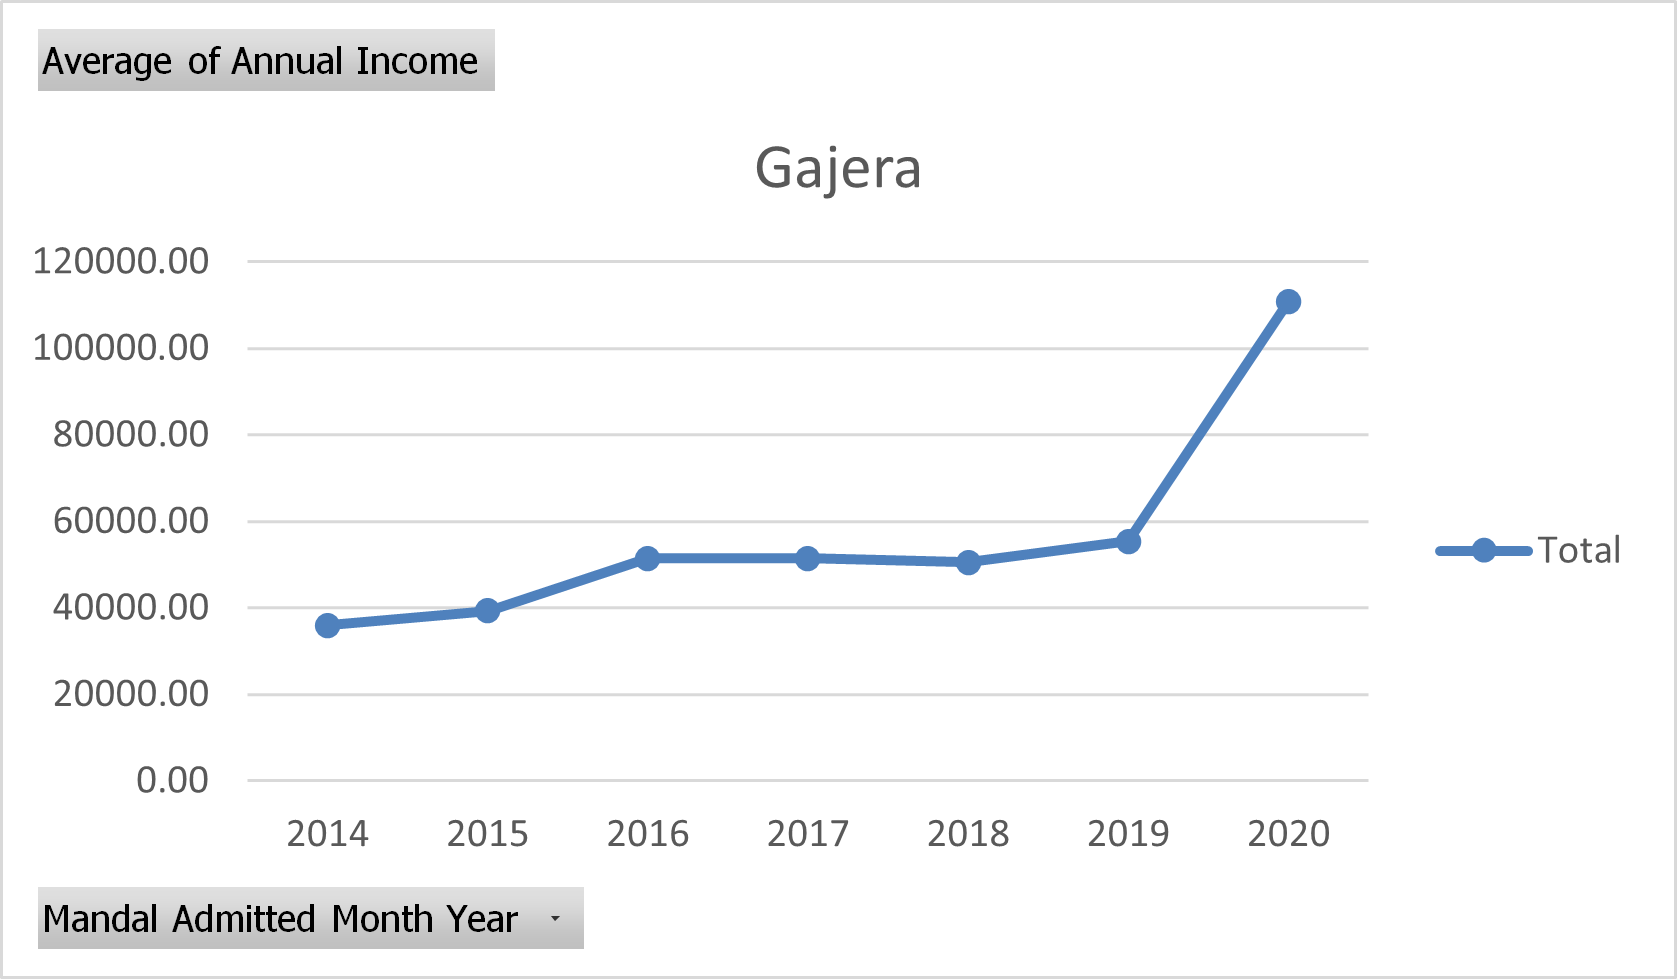 Average of Annual Income
Gajera
120000.00
100000.00
80000.00
60000.00
40000.00
20000.00
0.00
2014 2015 2016 2017 2018 2019 2020
Total
Mandal Admitted Month Year